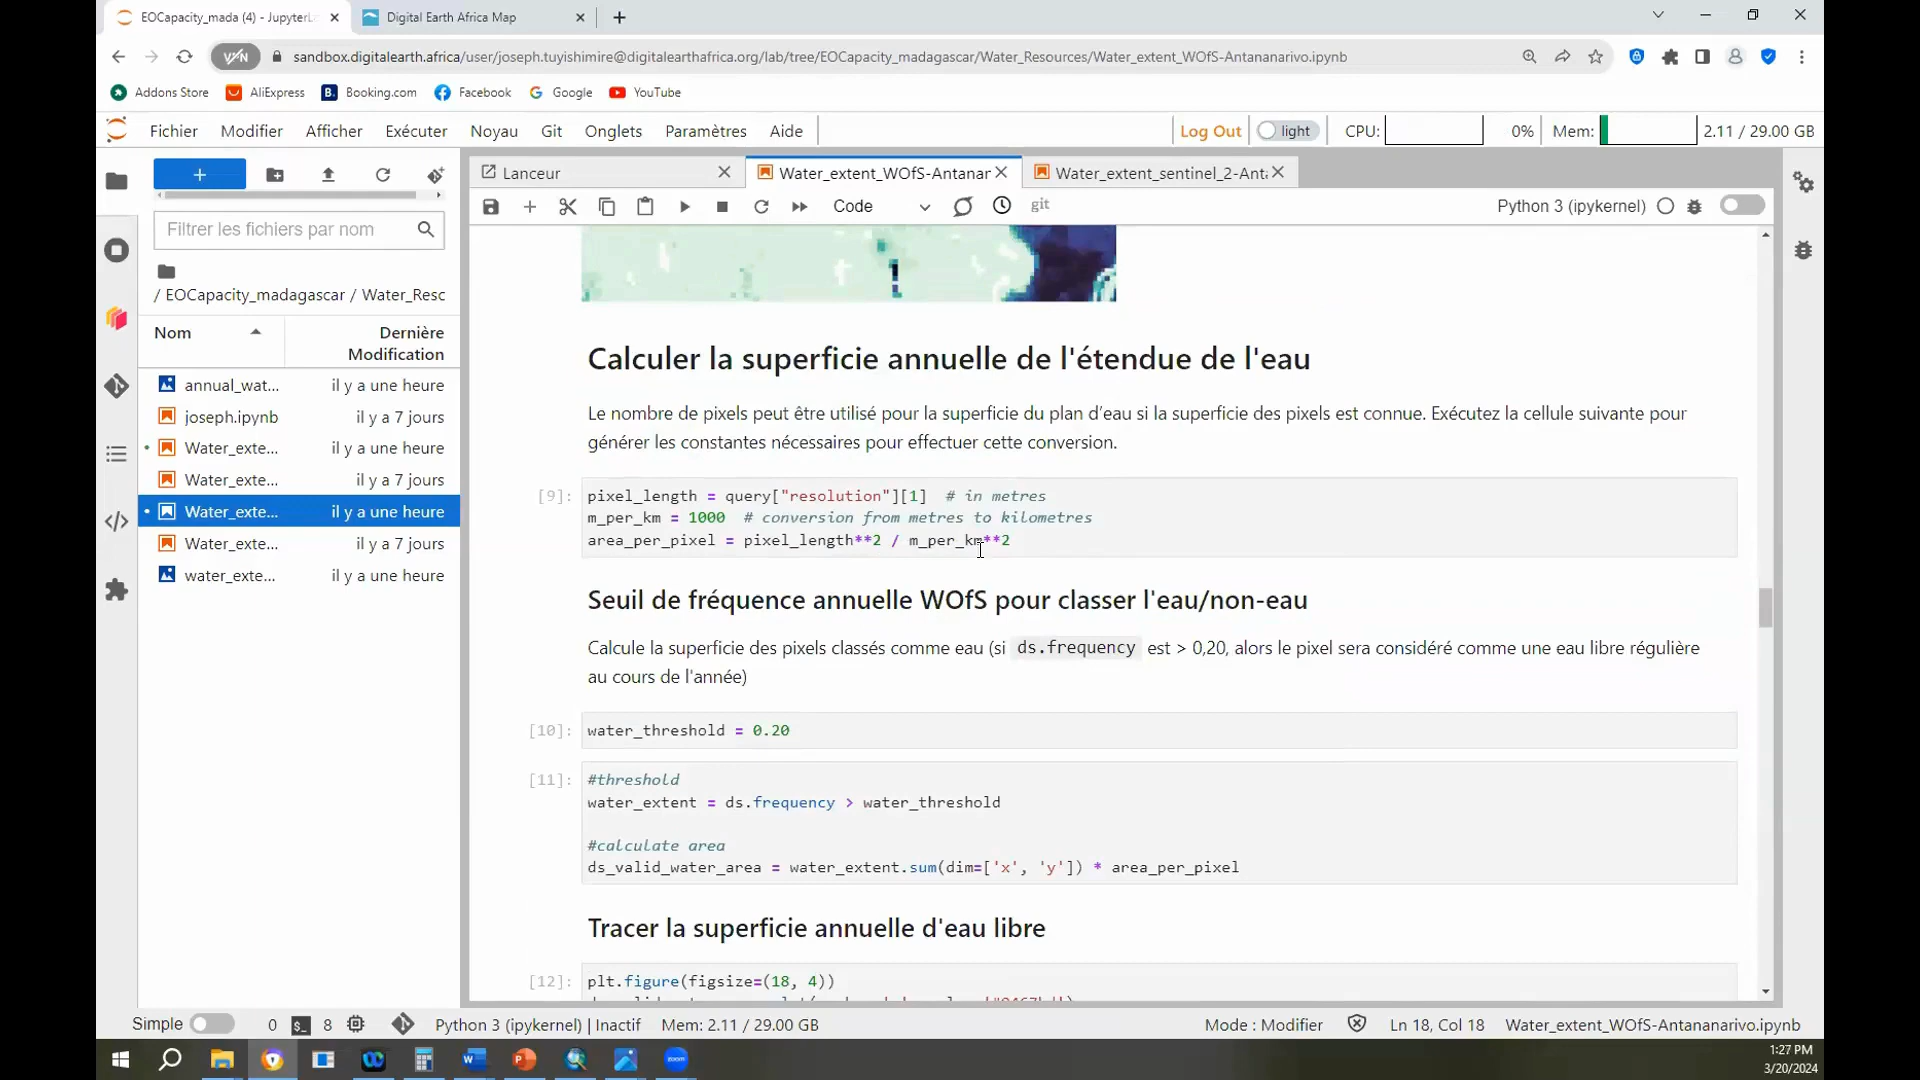 EOCapacity_mada (4) - JupyterLa
Digital Earth Africa Map
VPN
sandbox.digitalearth.africa/user/joseph.tuyishimire@digitalearthafrica.org/lab/tree/EOCapacity_madagascar/Water_Resources/Water_extent_WOfS-Antananarivo.ipynb
Addons Store
AliExpress
Booking.com
Facebook
Google
YouTube
Fichier
Modifier
Afficher
Exécuter
Noyau
Git
Onglets
Paramètres
Aide
Log Out
light
CPU:
0%
Mem:
2.11 / 29.00 GB
Lanceur
Water_extent_WOfS-Antanar
Water_extent_sentinel_2-Anta
Code
git
Python 3 (ipykernel)
Filtrer les fichiers par nom
/ EOCapacity_madagascar / Water_Resc
Nom
Dernière
Modification
annual_wat... il y a une heure
joseph.ipynb il y a 7 jours
Water_exte... il y a une heure
Water_exte... il y a 7 jours
Water_exte... il y a une heure
Water_exte... il y a 7 jours
water_exte... il y a une heure
Calculer la superficie annuelle de l'étendue de l'eau
Le nombre de pixels peut être utilisé pour la superficie du plan d’eau si la superficie des pixels est connue. Exécutez la cellule suivante pour
générer les constantes nécessaires pour effectuer cette conversion.
[9]: pixel_length = query["resolution"][1]  # in metres
m_per_km = 1000  # conversion from metres to kilometres
area_per_pixel = pixel_length**2 / m_per_km**2
Seuil de fréquence annuelle WOfS pour classer l'eau/non-eau
Calcule la superficie des pixels classés comme eau (si ds.frequency est > 0,20, alors le pixel sera considéré comme une eau libre régulière
au cours de l'année)
[10]: water_threshold = 0.20
[11]: #threshold
water_extent = ds.frequency > water_threshold
#calculate area
ds_valid_water_area = water_extent.sum(dim=['x', 'y']) * area_per_pixel
Tracer la superficie annuelle d'eau libre
[12]: plt.figure(figsize=(18, 4))
Simple
0
8
Python 3 (ipykernel) | Inactif
Mem: 2.11 / 29.00 GB
Mode : Modifier
Ln 18, Col 18
Water_extent_WOfS-Antananarivo.ipynb
zoom
1:27 PM
3/20/2024